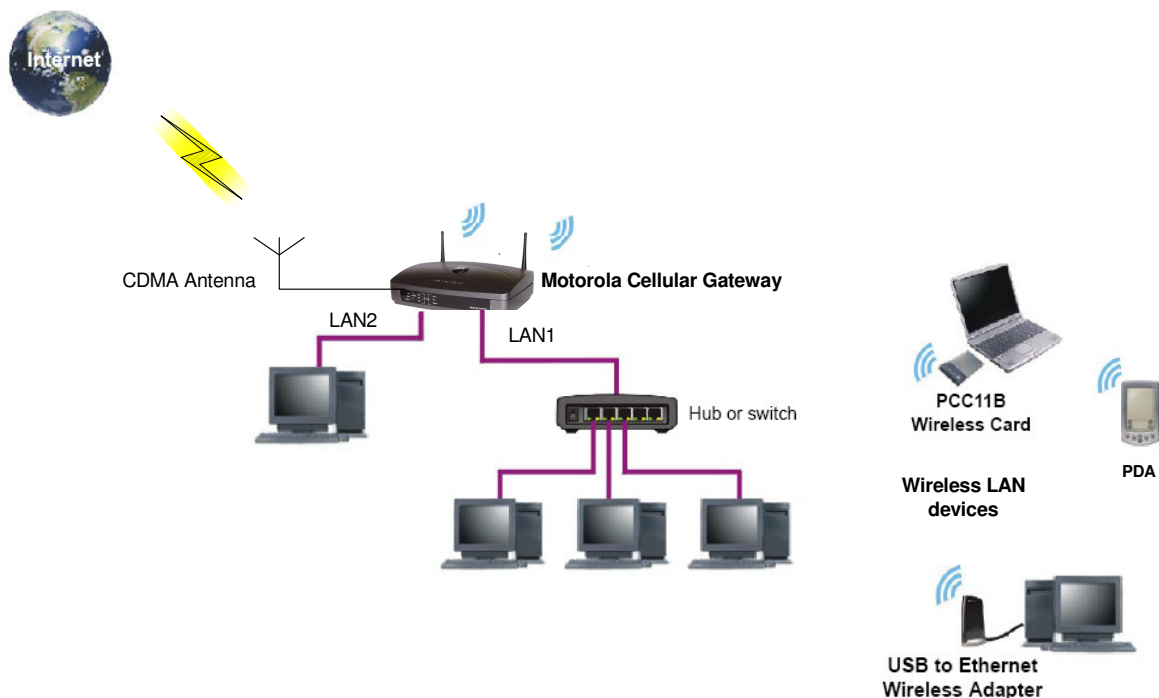 Internet
CDMA Antenna
Motorola Cellular Gateway
LAN2
LAN1
Hub or switch
PCC11B
Wireless Card
PDA
Wireless LAN
devices
USB to Ethernet
Wireless Adapter